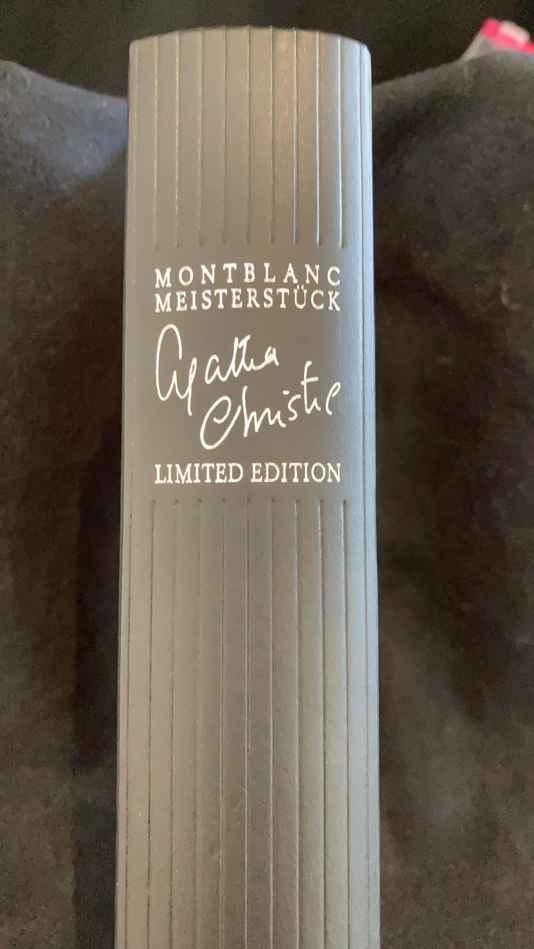 MONTBLANC
MEISTERSTÜCK
Agatha
Christie
LIMITED EDITION